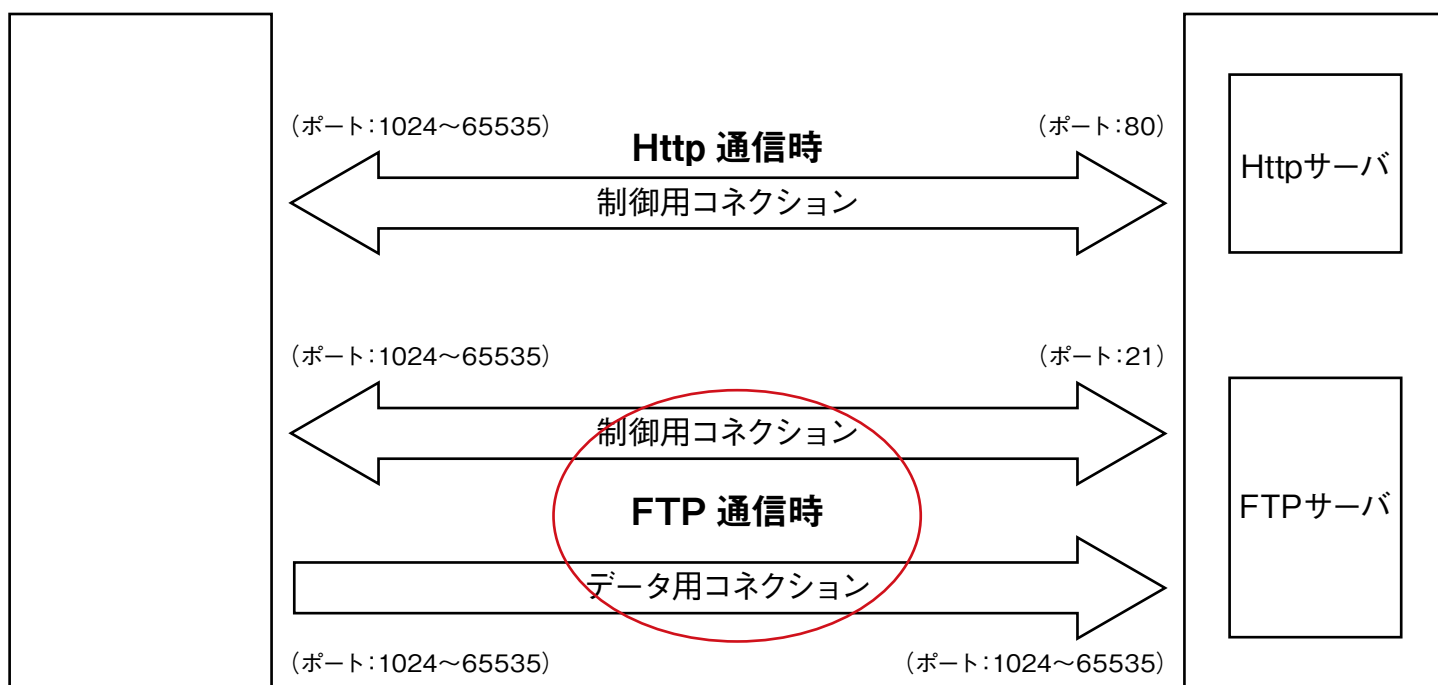 (ポート:1024〜65535)
(ポート:80)
Http 通信時
Httpサーバ
制御用コネクション
(ポート:1024〜65535)
(ポート:21)
制御用コネクション
FTP 通信時
FTPサーバ
データ用コネクション
(ポート:1024〜65535)
(ポート:1024〜65535)